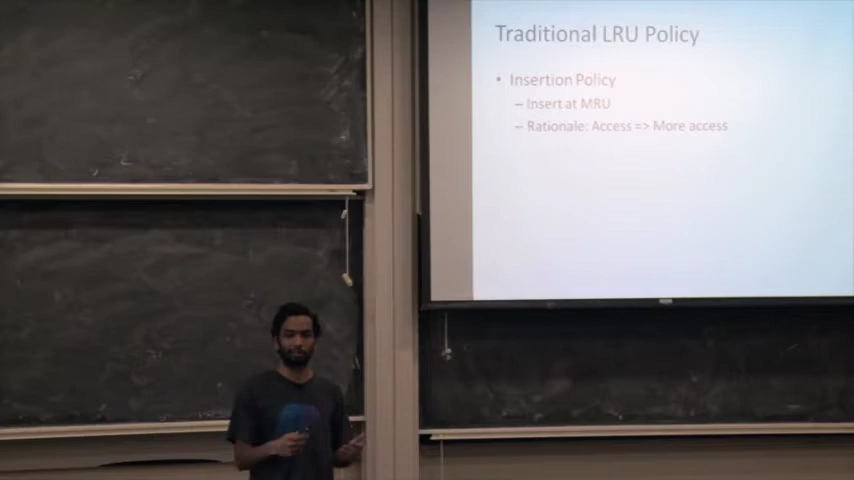 Traditional LRU Policy
• Insertion Policy
– Insert at MRU
– Rationale: Access => More access